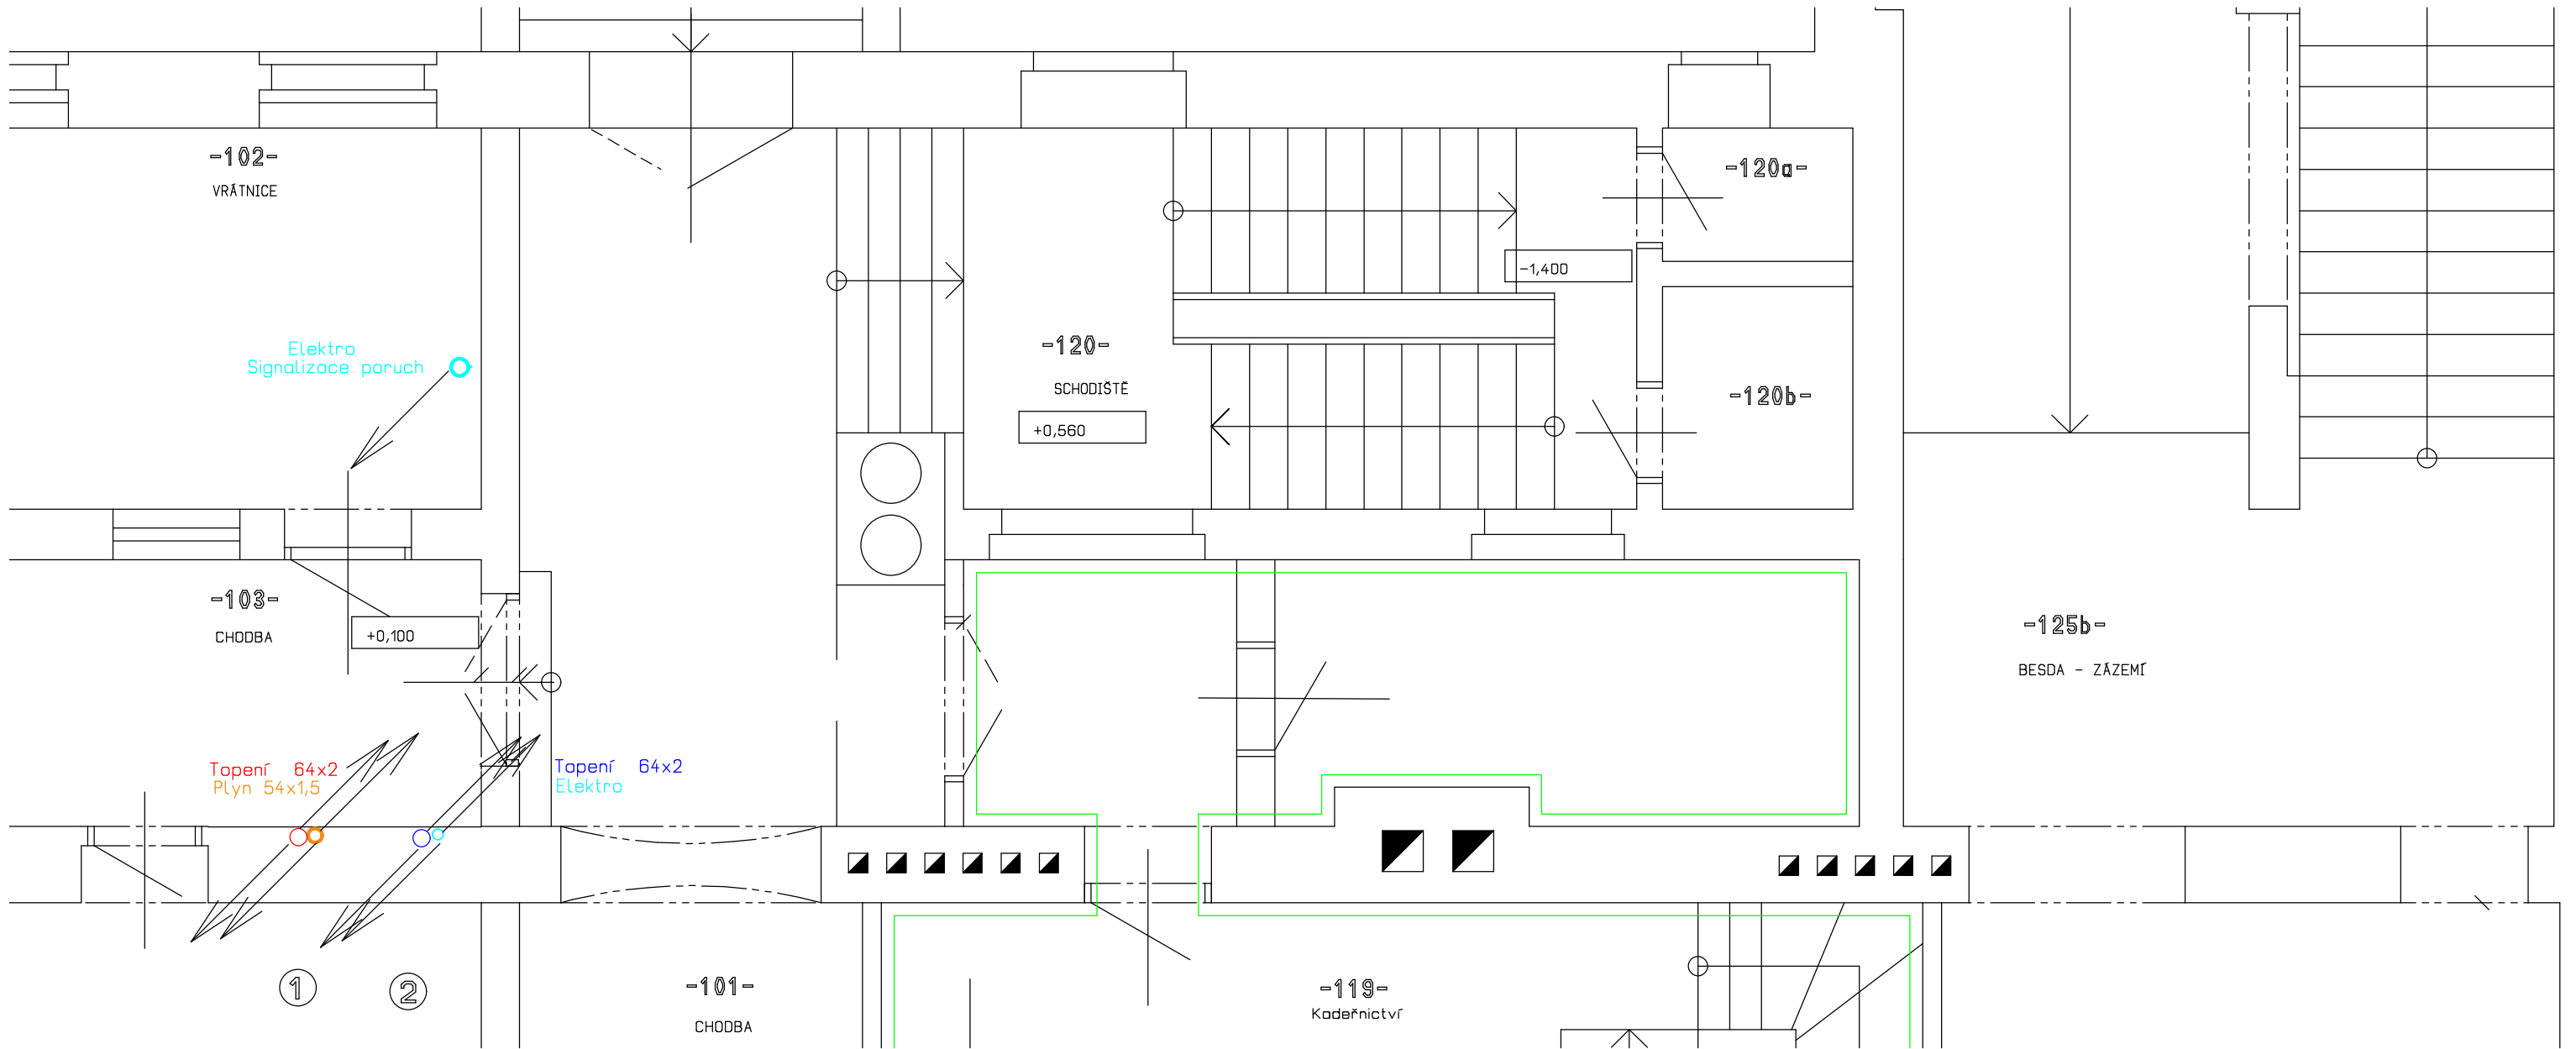 -102-
VRÁTNICE
-120a-
-1,400
Elektro
Signalizace poruch
-120-
SCHODIŠTĚ
+0,560
-120b-
-103-
CHODBA
+0,100
-125b-
BESDA - ZÁZEMÍ
Topení 64x2
Plyn 54x1,5
Topení 64x2
Elektro
1
2
-101-
CHODBA
-119-
Kadeřnictví